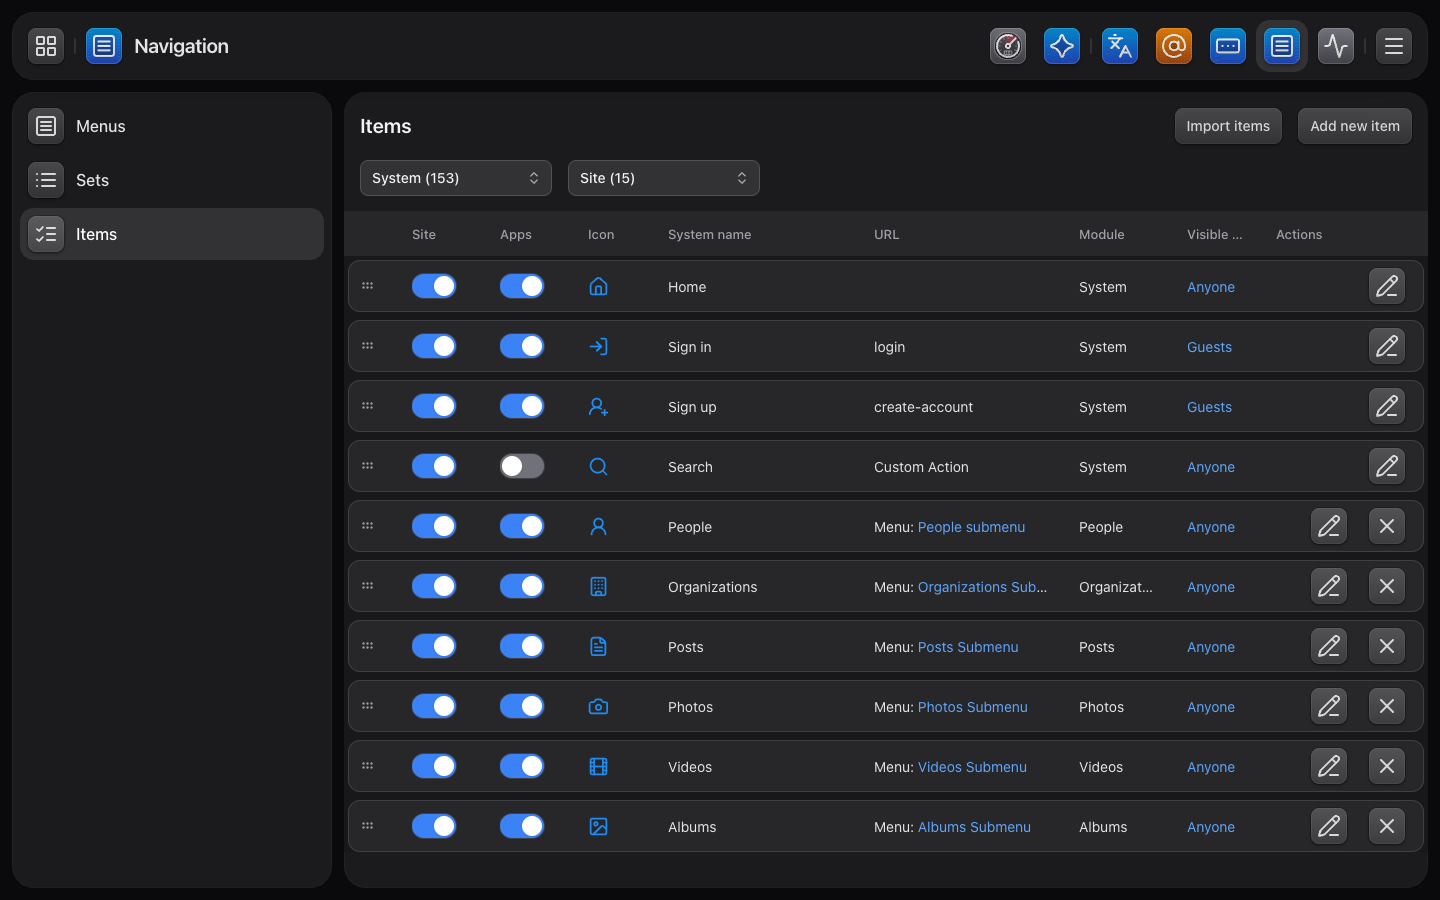 Navigation
Menus
Sets
Items
Items
Import items
Add new item
System (153)
Site (15)
Site Apps Icon System name URL Module Visible ... Actions
Home System Anyone
Sign in login System Guests
Sign up create-account System Guests
Search Custom Action System Anyone
People Menu: People submenu People Anyone
Organizations Menu: Organizations Sub... Organizat... Anyone
Posts Menu: Posts Submenu Posts Anyone
Photos Menu: Photos Submenu Photos Anyone
Videos Menu: Videos Submenu Videos Anyone
Albums Menu: Albums Submenu Albums Anyone